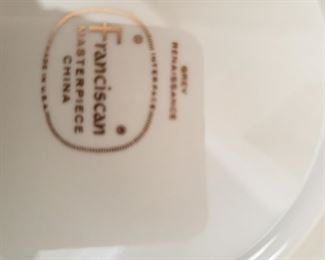 GREY
RENAISSANCE
INTERPACE
Franciscan®
MASTERPIECE
CHINA
MADE IN U.S.A.